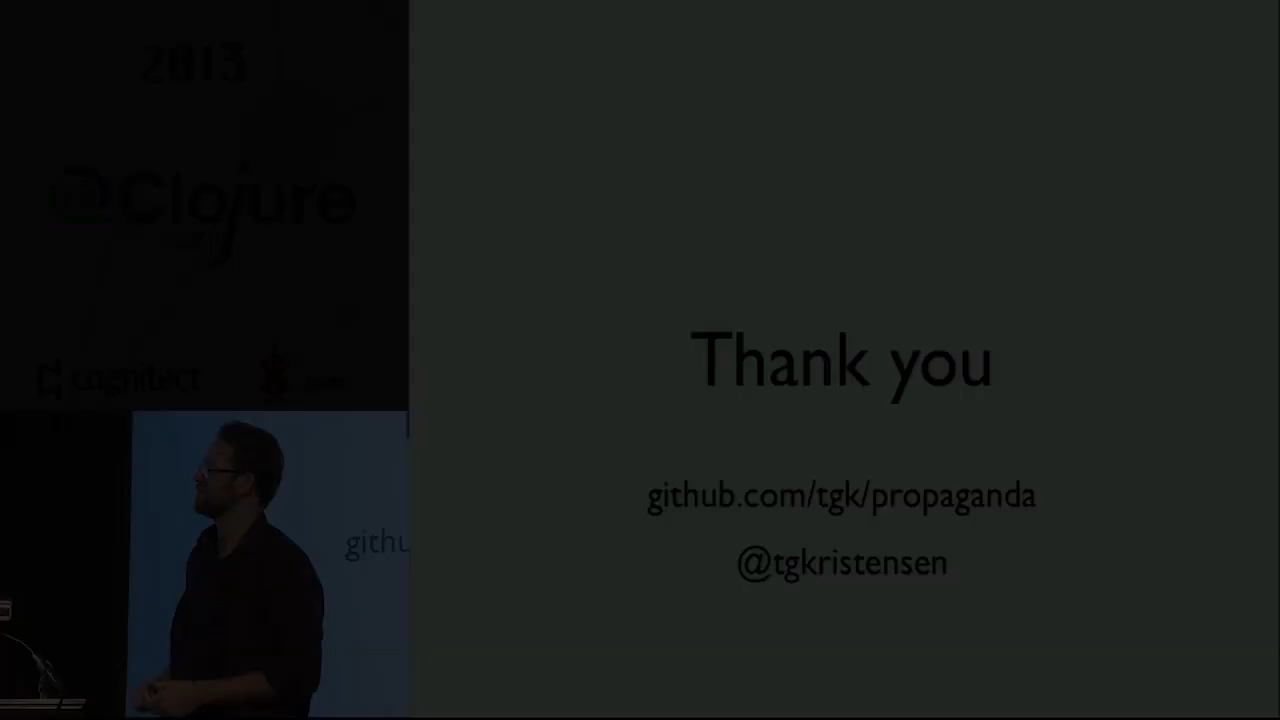 2013
Clojure
cognitect
Thank you
github.com/tgk/propaganda
@tgkristensen
githu